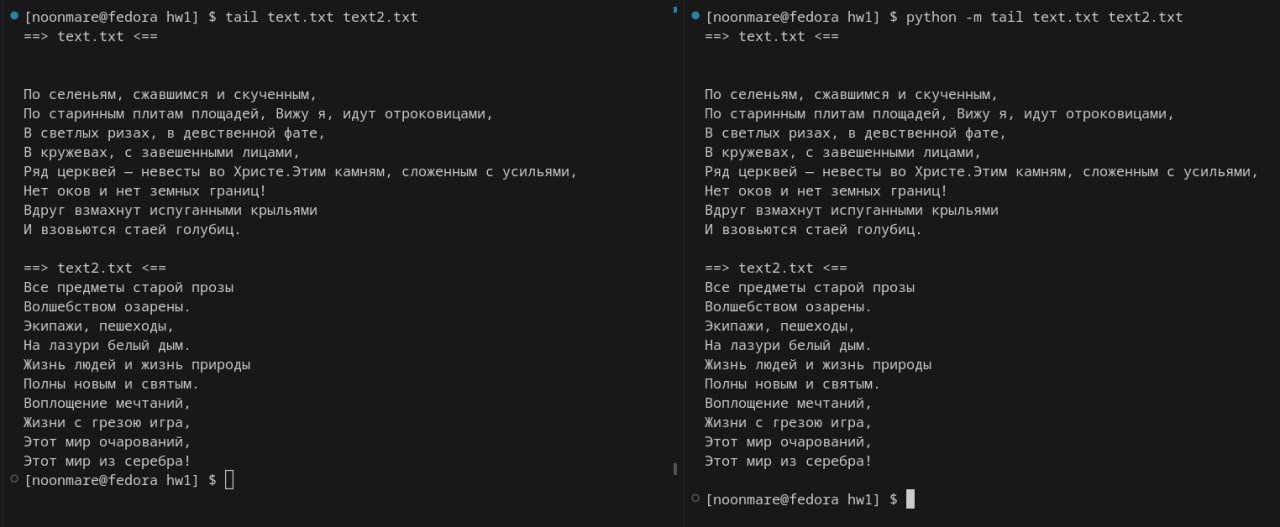 [noonmare@fedora hw1] $ tail text.txt text2.txt
==> text.txt <==
По селеньям, сжавшимся и скученным,
По старинным плитам площадей, Вижу я, идут отроковицами,
В светлых ризах, в девственной фате,
В кружевах, с завешенными лицами,
Ряд церквей — невесты во Христе.Этим камням, сложенным с усильями,
Нет оков и нет земных границ!
Вдруг взмахнут испуганными крыльями
И взовьются стаей голубиц.
==> text2.txt <==
Все предметы старой прозы
Волшебством озарены.
Экипажи, пешеходы,
На лазури белый дым.
Жизнь людей и жизнь природы
Полны новым и святым.
Воплощение мечтаний,
Жизни с грезою игра,
Этот мир очарований,
Этот мир из серебра!
[noonmare@fedora hw1] $
[noonmare@fedora hw1] $ python -m tail text.txt text2.txt
==> text.txt <==
По селеньям, сжавшимся и скученным,
По старинным плитам площадей, Вижу я, идут отроковицами,
В светлых ризах, в девственной фате,
В кружевах, с завешенными лицами,
Ряд церквей — невесты во Христе.Этим камням, сложенным с усильями,
Нет оков и нет земных границ!
Вдруг взмахнут испуганными крыльями
И взовьются стаей голубиц.
==> text2.txt <==
Все предметы старой прозы
Волшебством озарены.
Экипажи, пешеходы,
На лазури белый дым.
Жизнь людей и жизнь природы
Полны новым и святым.
Воплощение мечтаний,
Жизни с грезою игра,
Этот мир очарований,
Этот мир из серебра!
[noonmare@fedora hw1] $